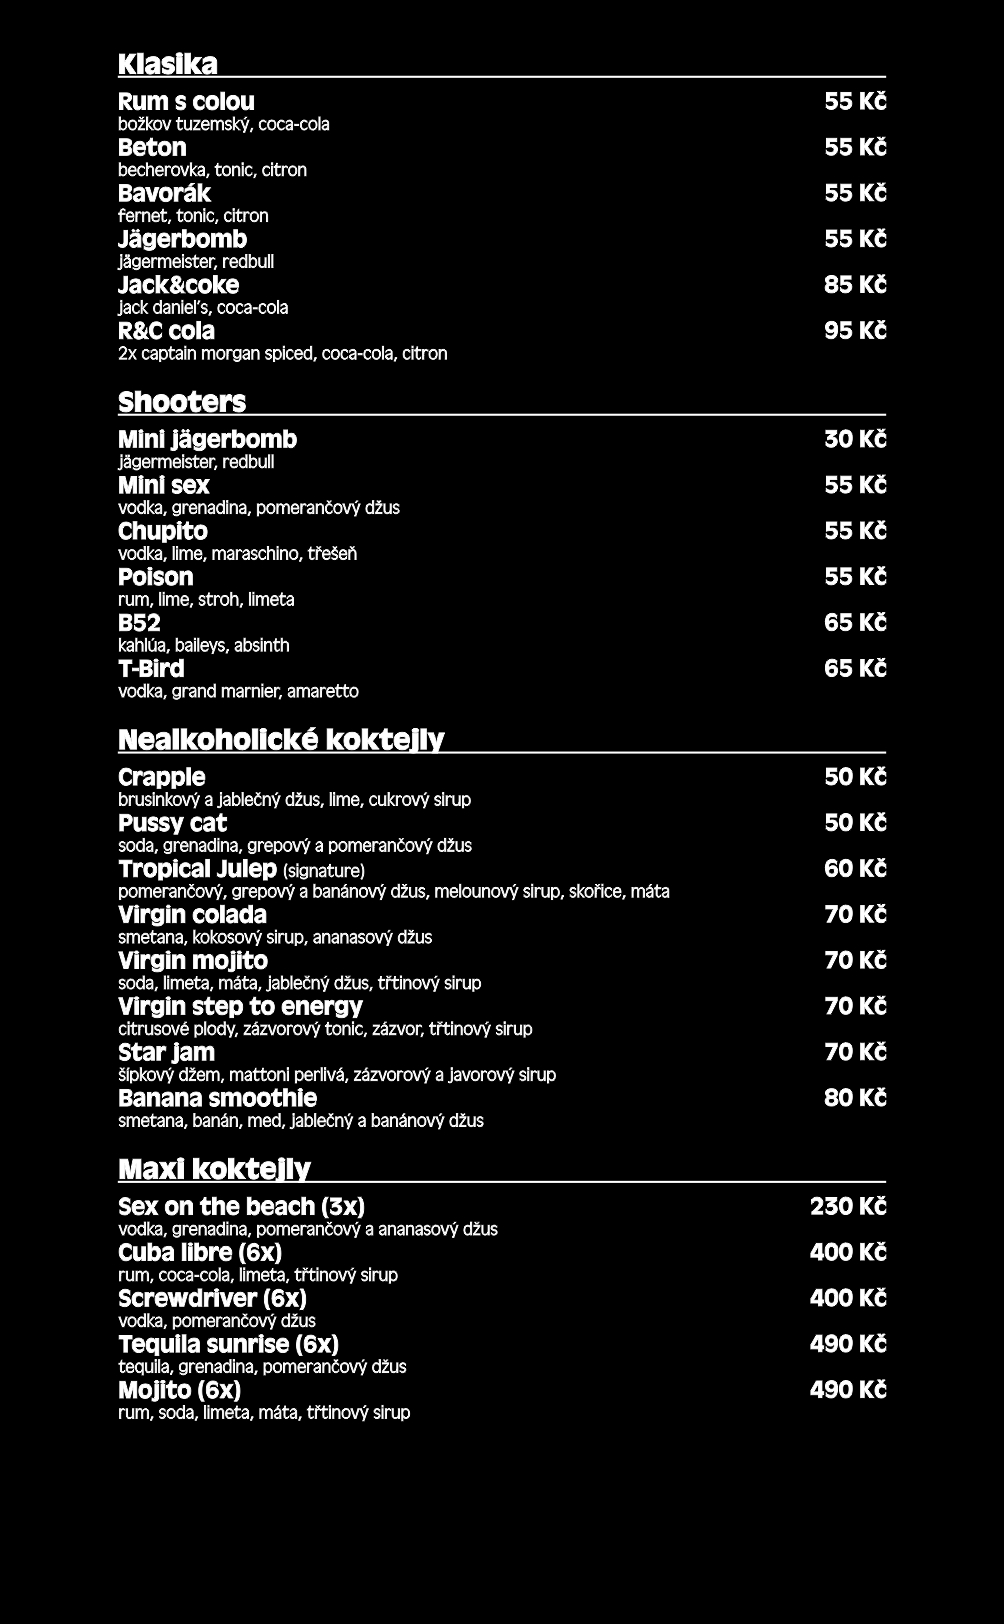 Klasika
Rum s colou 55 Kč
božkov tuzemský, coca-cola
Beton 55 Kč
becherovka, tonic, citron
Bavorák 55 Kč
fernet, tonic, citron
Jägerbomb 55 Kč
jägermeister, redbull
Jack&coke 85 Kč
jack daniel's, coca-cola
R&C cola 95 Kč
2x captain morgan spiced, coca-cola, citron
Shooters
Mini jägerbomb 30 Kč
jägermeister, redbull
Mini sex 55 Kč
vodka, grenadina, pomerančový džus
Chupito 55 Kč
vodka, lime, maraschino, třešeň
Poison 55 Kč
rum, lime, stroh, limeta
B52 65 Kč
kahlúa, baileys, absinth
T-Bird 65 Kč
vodka, grand marnier, amaretto
Nealkoholické koktejly
Crapple 50 Kč
brusinkový a jablečný džus, lime, cukrový sirup
Pussy cat 50 Kč
soda, grenadina, grepový a pomerančový džus
Tropical Julep (signature) 60 Kč
pomerančový, grepový a banánový džus, melounový sirup, skořice, máta
Virgin colada 70 Kč
smetana, kokosový sirup, ananasový džus
Virgin mojito 70 Kč
soda, limeta, máta, jablečný džus, třtinový sirup
Virgin step to energy 70 Kč
citrusové plody, zázvorový tonic, zázvor, třtinový sirup
Star jam 70 Kč
šípkový džem, mattoni perlivá, zázvorový a javorový sirup
Banana smoothie 80 Kč
smetana, banán, med, jablečný a banánový džus
Maxi koktejly
Sex on the beach (3x) 230 Kč
vodka, grenadina, pomerančový a ananasový džus
Cuba libre (6x) 400 Kč
rum, coca-cola, limeta, třtinový sirup
Screwdriver (6x) 400 Kč
vodka, pomerančový džus
Tequila sunrise (6x) 490 Kč
tequila, grenadina, pomerančový džus
Mojito (6x) 490 Kč
rum, soda, limeta, máta, třtinový sirup